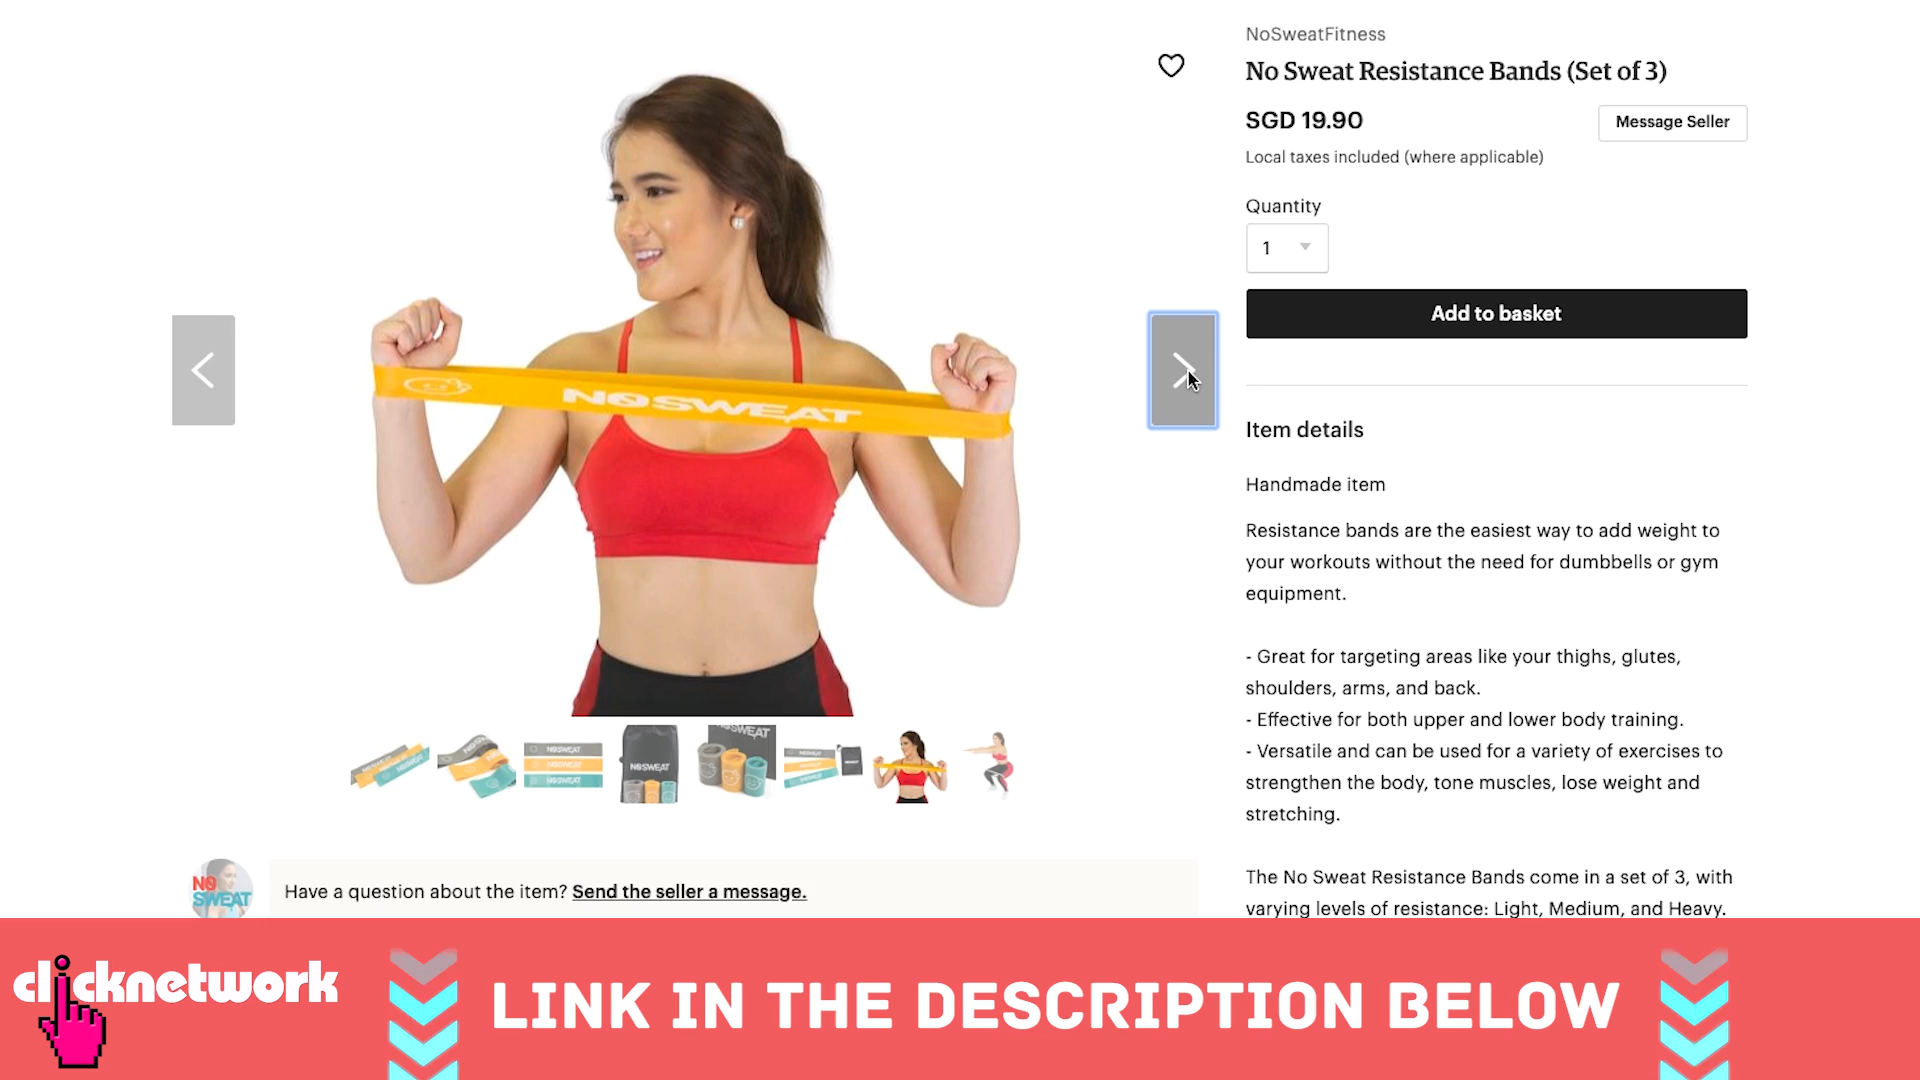 NoSweatFitness
No Sweat Resistance Bands (Set of 3)
SGD 19.90
Message Seller
Local taxes included (where applicable)
Quantity
1
Add to basket
NO SWEAT
Item details
Handmade item
Resistance bands are the easiest way to add weight to
your workouts without the need for dumbbells or gym
equipment.
- Great for targeting areas like your thighs, glutes,
shoulders, arms, and back.
- Effective for both upper and lower body training.
- Versatile and can be used for a variety of exercises to
strengthen the body, tone muscles, lose weight and
stretching.
The No Sweat Resistance Bands come in a set of 3, with
varying levels of resistance: Light, Medium, and Heavy.
NOSWEAT
NOSWEAT
NOSWEAT
NOSWEAT
NOSWEAT
NO
SWEAT
Have a question about the item? Send the seller a message.
clicknetwork
LINK IN THE DESCRIPTION BELOW